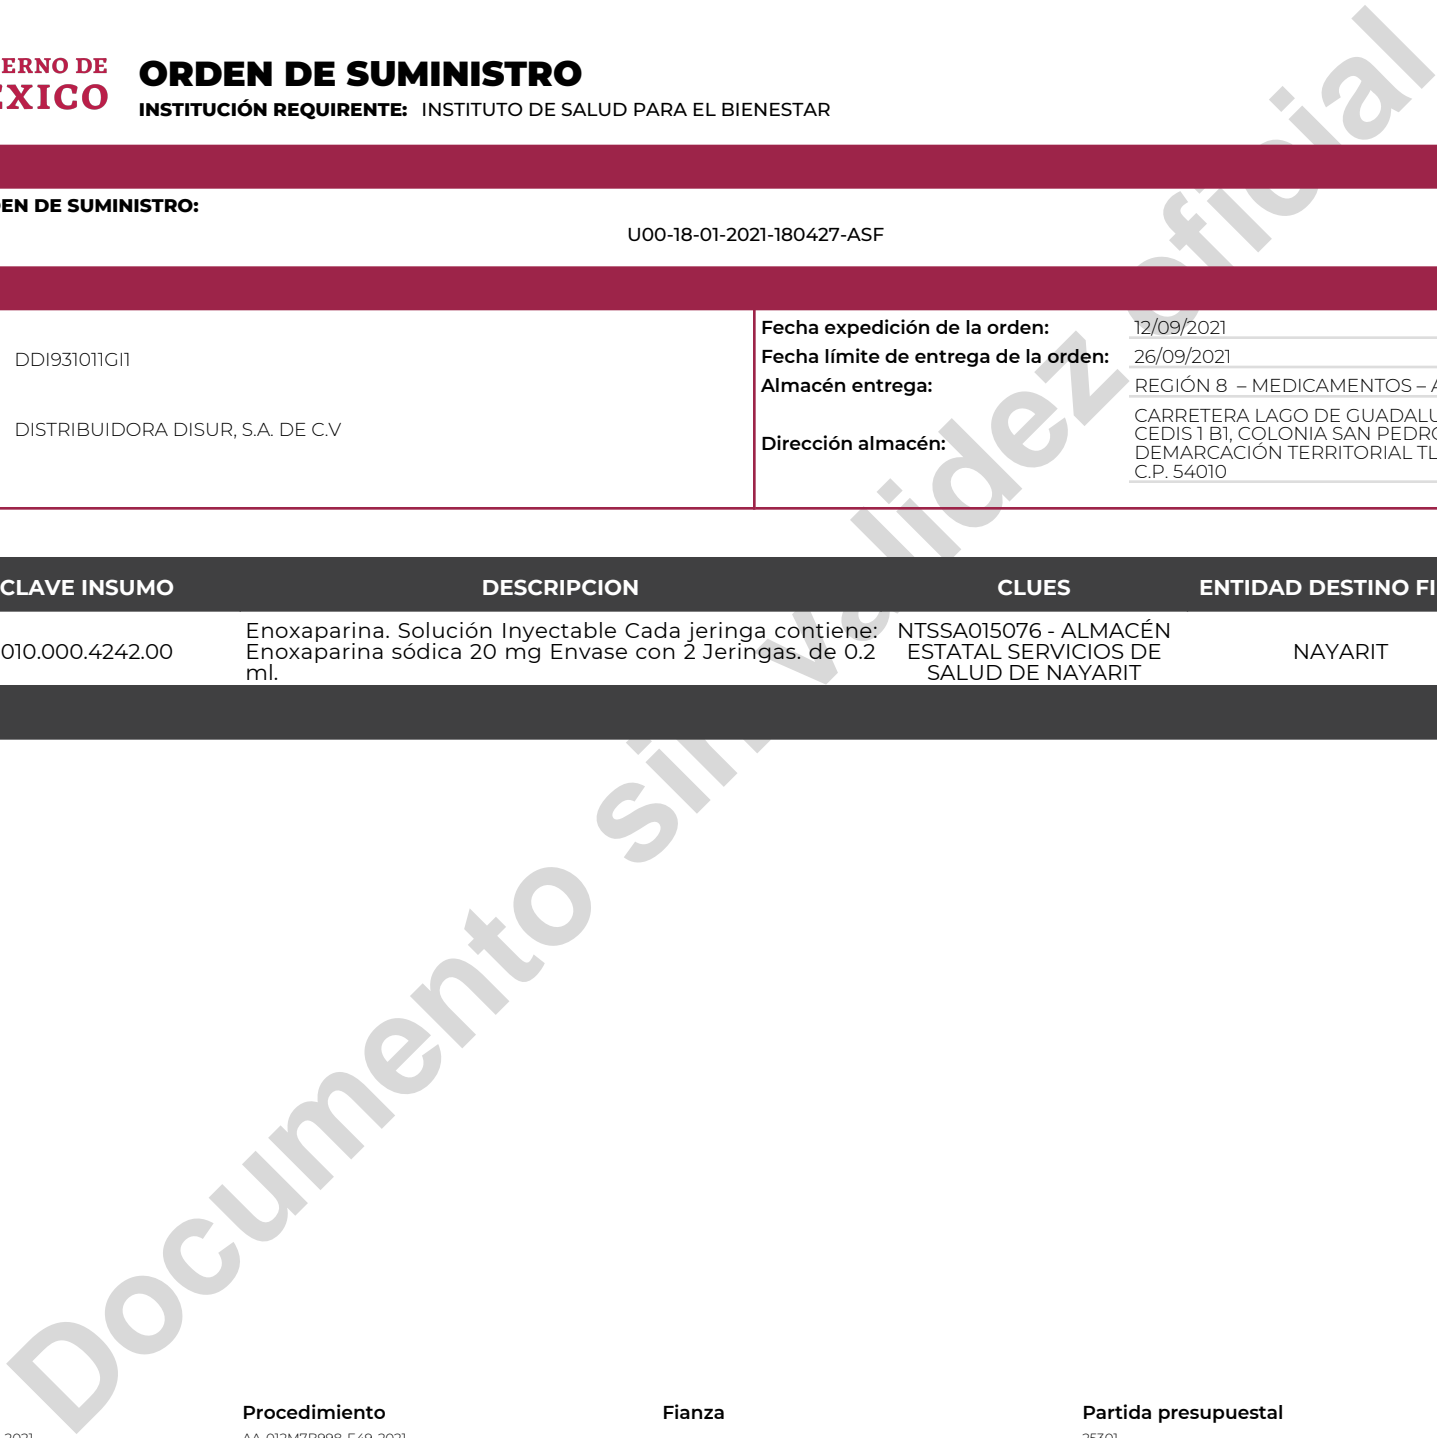 ERNO DE
ÉXICO
ORDEN DE SUMINISTRO
INSTITUCIÓN REQUIRENTE: INSTITUTO DE SALUD PARA EL BIENESTAR
EN DE SUMINISTRO:
U00-18-01-2021-180427-ASF
DDI931011GI1
DISTRIBUIDORA DISUR, S.A. DE C.V
Fecha expedición de la orden: 12/09/2021
Fecha límite de entrega de la orden: 26/09/2021
Almacén entrega: REGIÓN 8 – MEDICAMENTOS – A
Dirección almacén:
CARRETERA LAGO DE GUADALU
CEDIS 1 B1, COLONIA SAN PEDRO
DEMARCACIÓN TERRITORIAL TL
C.P. 54010
CLAVE INSUMO DESCRIPCION CLUES ENTIDAD DESTINO FI
010.000.4242.00
Enoxaparina. Solución Inyectable Cada jeringa contiene:
Enoxaparina sódica 20 mg Envase con 2 Jeringas. de 0.2
ml.
NTSSA015076 - ALMACÉN
ESTATAL SERVICIOS DE
SALUD DE NAYARIT
NAYARIT
Documento sin validez oficial
Procedimiento Fianza Partida presupuestal